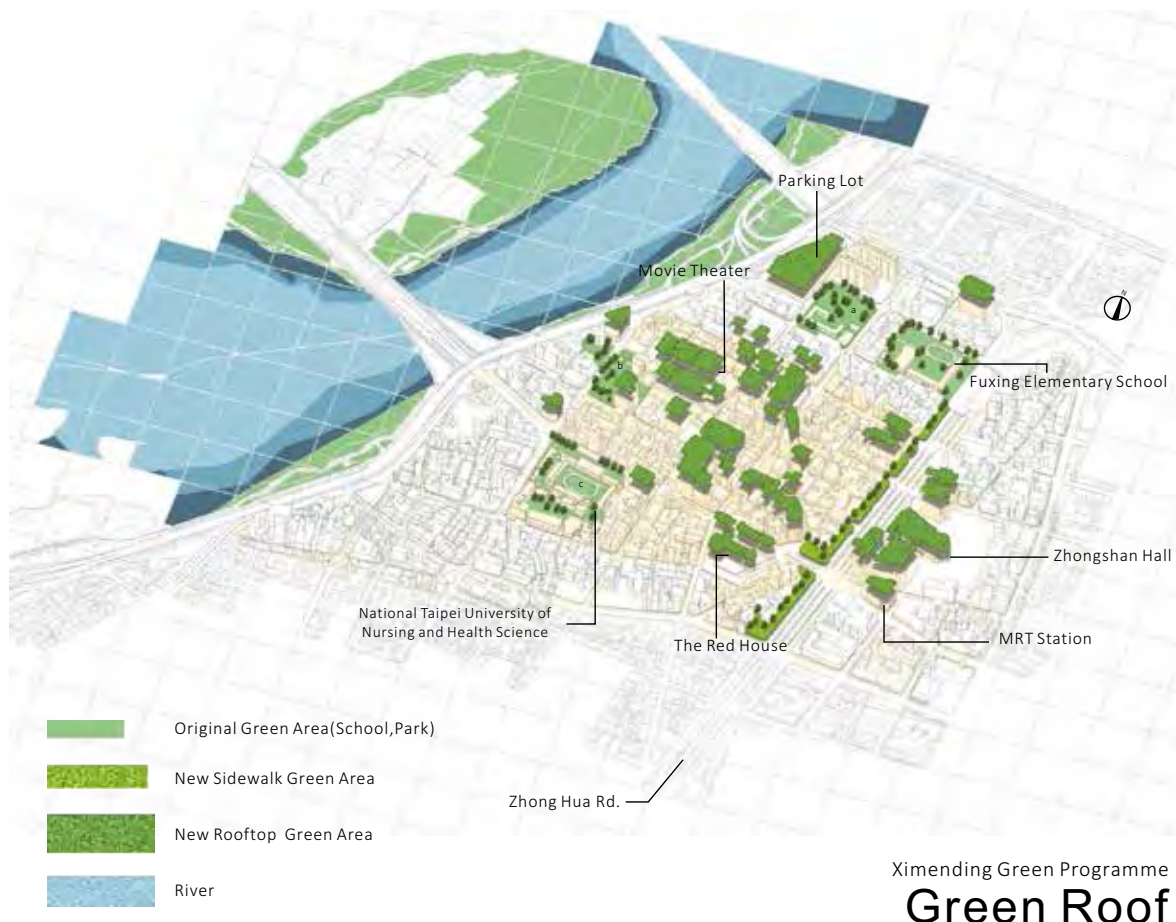 Parking Lot
Movie Theater
N
a
Fuxing Elementary School
b
c
Zhongshan Hall
National Taipei University of
Nursing and Health Science
The Red House
MRT Station
Original Green Area(School,Park)
New Sidewalk Green Area
Zhong Hua Rd.
New Rooftop Green Area
River
Ximending Green Programme
Green Roof